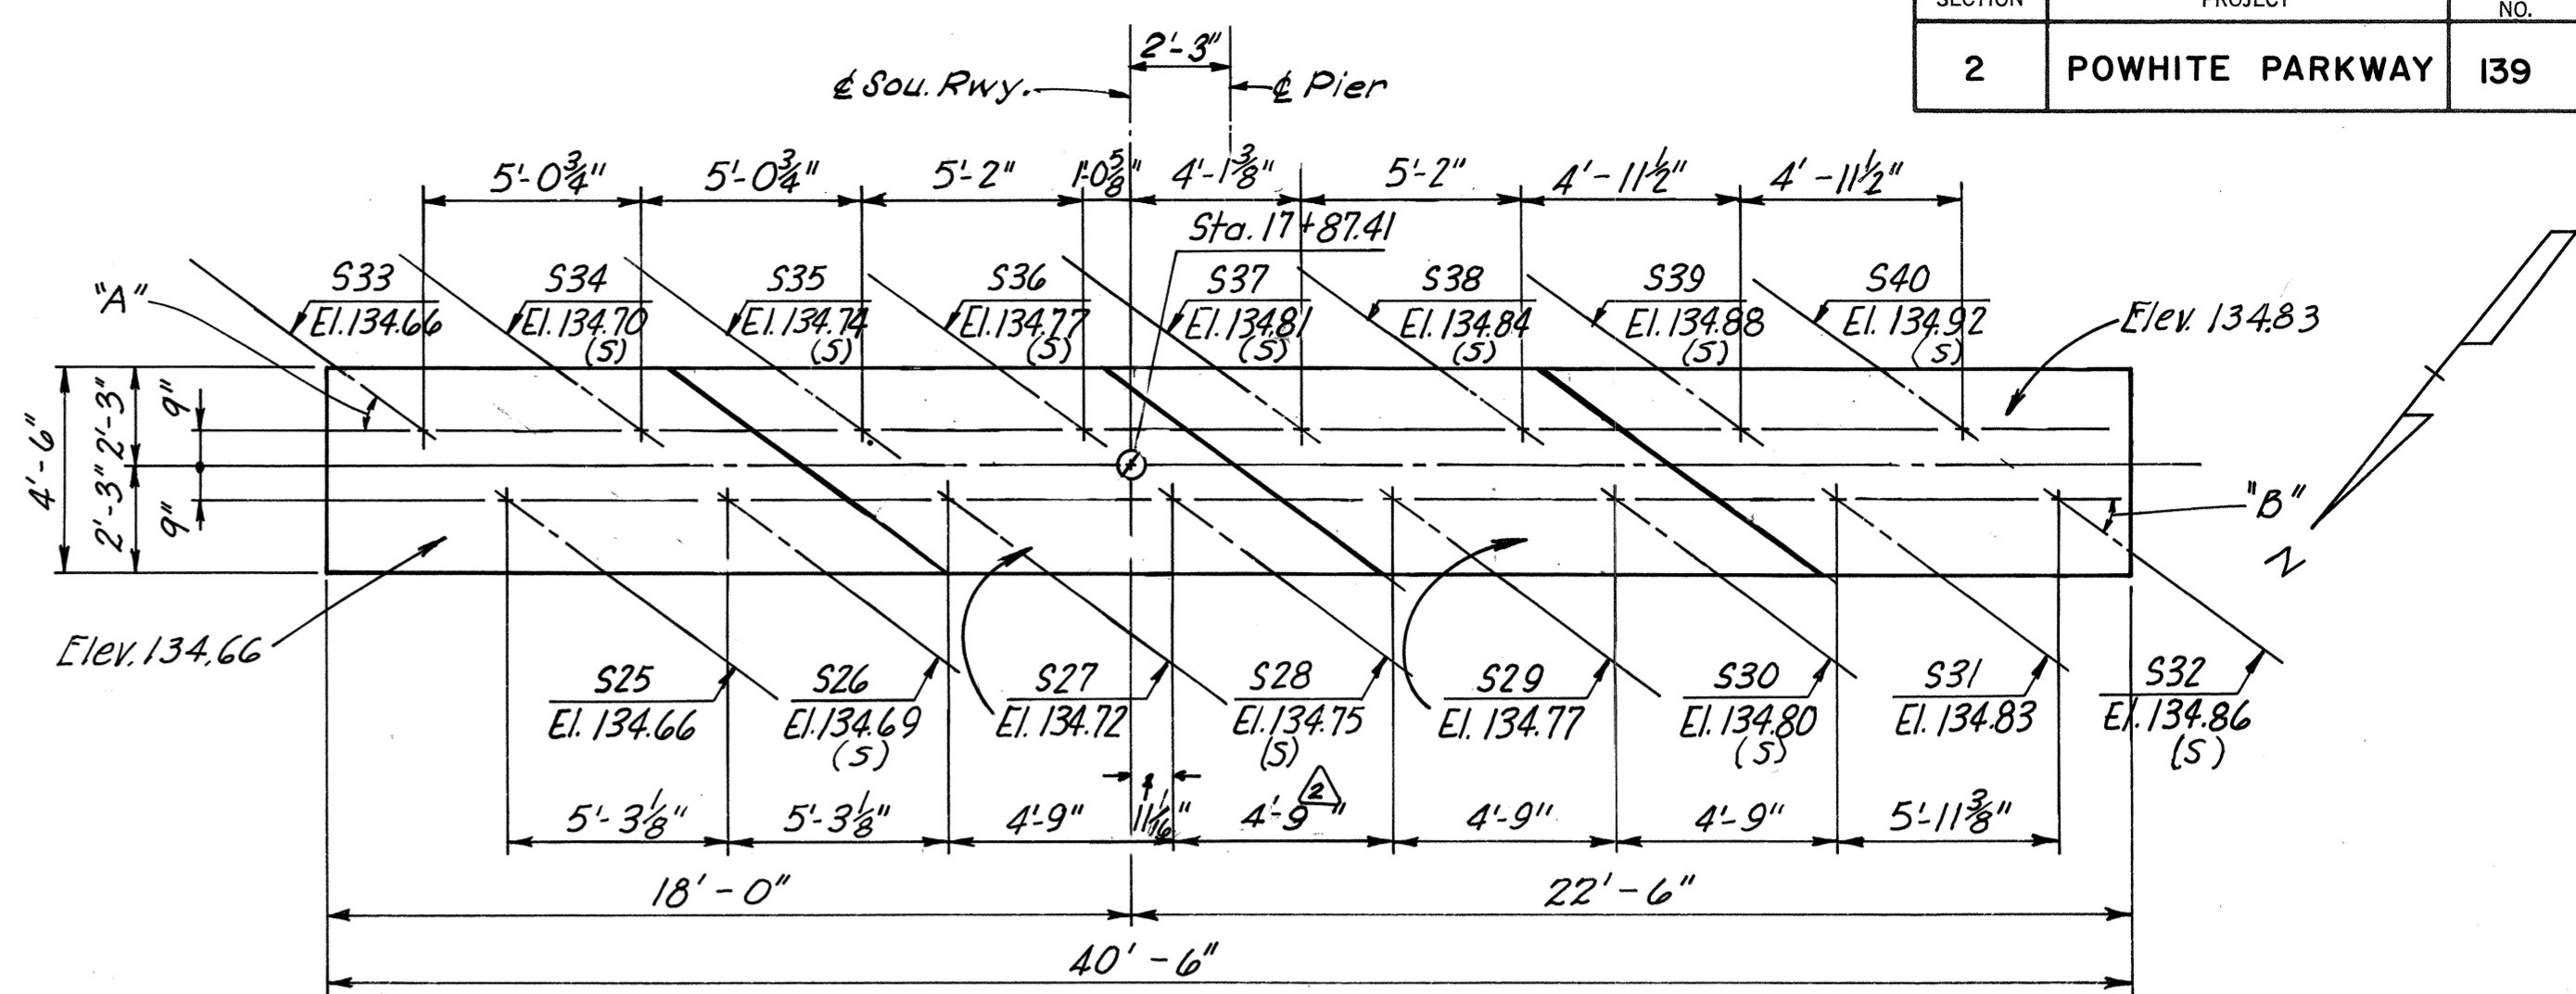 SECTION PROJECT NO.
2 POWHITE PARKWAY 139
2'-3"
℄ Sou. Rwy. ℄ Pier
5'-0¾" 5'-0¾" 5'-2" 1'-0⅝" 4'-1⅜" 5'-2" 4'-11½" 4'-11½"
Sta. 17+87.41
"A" S33 S34 S35 S36 S37 S38 S39 S40
El. 134.66 El. 134.70 El. 134.74 El. 134.77 El. 134.81 El. 134.84 El. 134.88 El. 134.92 Elev. 134.83
(S) (S) (S) (S) (S) (S) (S)
4'-6" 2'-3" 9"
2'-3" 9"
"B"
N
Elev. 134.66
S25 S26 S27 S28 S29 S30 S31 S32
El. 134.66 El. 134.69 El. 134.72 El. 134.75 El. 134.77 El. 134.80 El. 134.83 El. 134.86
(S) (S) (S) (S)
2
5'-3⅛" 5'-3⅛" 4'-9" 4'-9" 4'-9" 4'-9" 5'-11⅜"
18'-0" 22'-6"
40'-6"